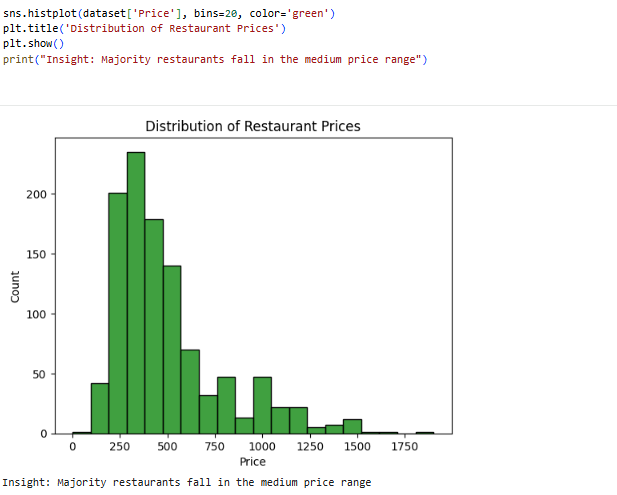 sns.histplot(dataset['Price'], bins=20, color='green')
plt.title('Distribution of Restaurant Prices')
plt.show()
print("Insight: Majority restaurants fall in the medium price range")
Distribution of Restaurant Prices
200
150
100
50
0
Count
0 250 500 750 1000 1250 1500 1750
Price
Insight: Majority restaurants fall in the medium price range